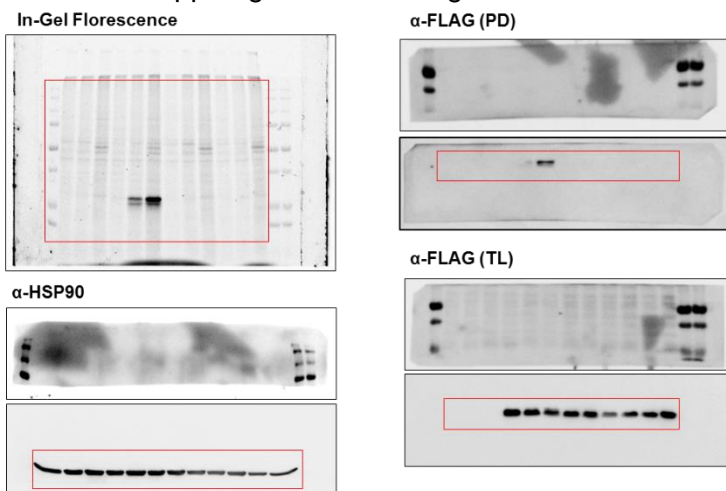 In-Gel Florescence
α-FLAG (PD)
α-HSP90
α-FLAG (TL)